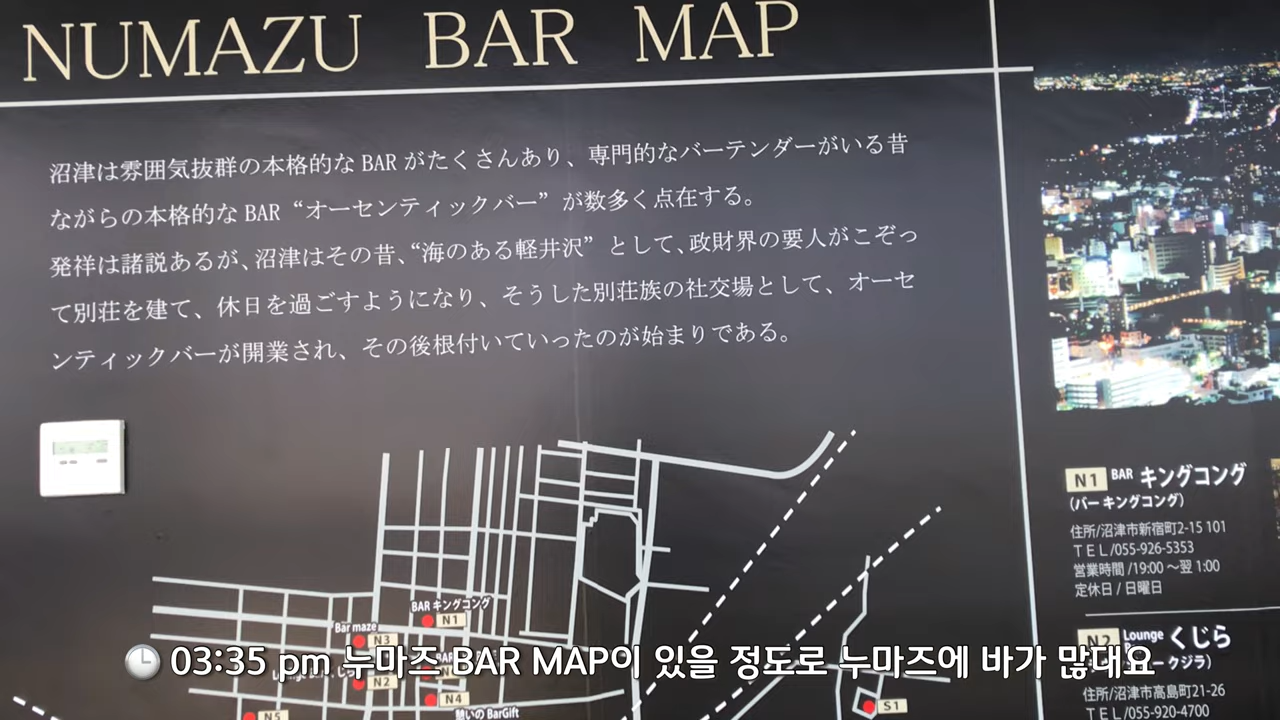 NUMAZU BAR MAP
沼津は雰囲気抜群の本格的なBARがたくさんあり、専門的なバーテンダーがいる昔
ながらの本格的なBAR“オーセンティックバー”が数多く点在する。
発祥は諸説あるが、沼津はその昔、“海のある軽井沢”として、政財界の要人がこぞっ
て別荘を建て、休日を過ごすようになり、そうした別荘族の社交場として、オーセ
ンティックバーが開業され、その後根付いていったのが始まりである。
N1 BAR キングコング
(バー キングコング)
住所/沼津市新宿町2-15 101
TEL/055-926-5353
営業時間/19:00～翌1:00
定休日/日曜日
N2 Lounge くじら
クジラ)
住所/沼津市高島町21-26
TEL/055-920-4700
BAR キングコング
N1
Bar maze
N3
N2
N4
憩いのBarGift
N5
S1
03:35 pm 누마즈 BAR MAP이 있을 정도로 누마즈에 바가 많대요